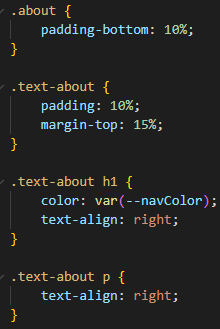 .about {
    padding-bottom: 10%;
}

.text-about {
    padding: 10%;
    margin-top: 15%;
}

.text-about h1 {
    color: var(--navColor);
    text-align: right;
}

.text-about p {
    text-align: right;
}